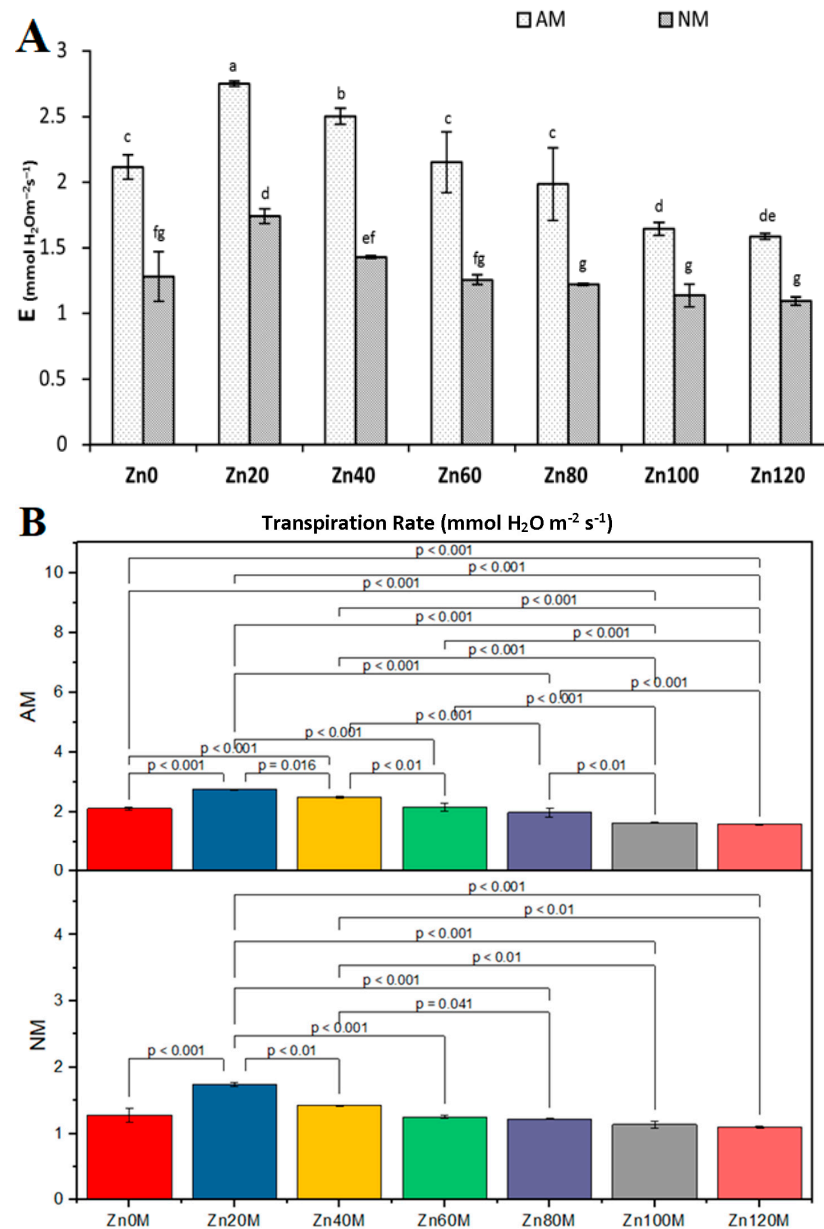 A
AM NM
3
a
b
2.5
c c c
2
d
d de
1.5
fg ef fg g g g
1
0.5
0
E (mmol H₂Om⁻²s⁻¹)
Zn0 Zn20 Zn40 Zn60 Zn80 Zn100 Zn120
B
Transpiration Rate (mmol H₂O m⁻² s⁻¹)
p < 0.001
10
p < 0.001
p < 0.001
p < 0.001
8
p < 0.001
p < 0.001
p < 0.001
p < 0.001
6
p < 0.001
p < 0.001
p < 0.001
AM
4
p < 0.001
p < 0.001
p < 0.001 p = 0.016 p < 0.01 p < 0.01
2
0
p < 0.001
p < 0.01
4
p < 0.001
p < 0.01
p < 0.001
3
p = 0.041
p < 0.001
NM
p < 0.001 p < 0.01
2
1
0
Zn0M Zn20M Zn40M Zn60M Zn80M Zn100M Zn120M